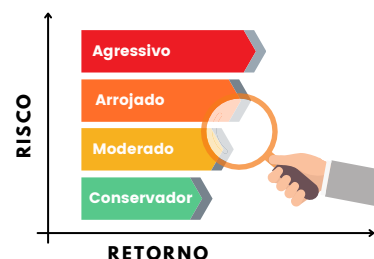 RISCO
Agressivo
Arrojado
Moderado
Conservador
RETORNO